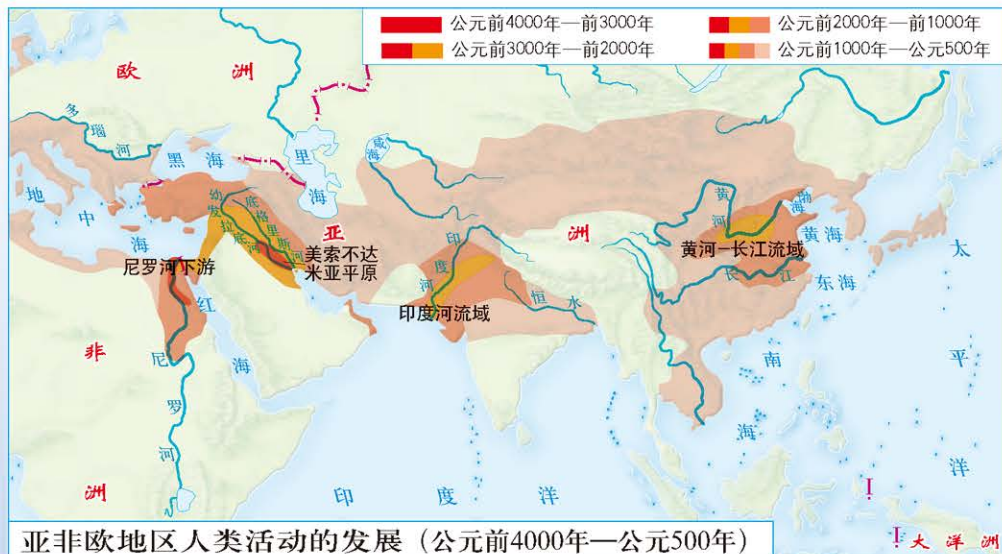 公元前4000年—前3000年
公元前2000年—前1000年
公元前3000年—前2000年
公元前1000年—公元500年
欧洲
多瑙河
黑海
里海
咸海
地中海
幼发拉底河
底格里斯河
亚洲
美索不达
米亚平原
尼罗河下游
红海
印度河
印度河流域
恒水
黄河
渤海
黄海
黄河—长江流域
长江
东海
太平洋
南海
非洲
尼罗河
印度洋
大洋洲
亚非欧地区人类活动的发展（公元前4000年—公元500年）